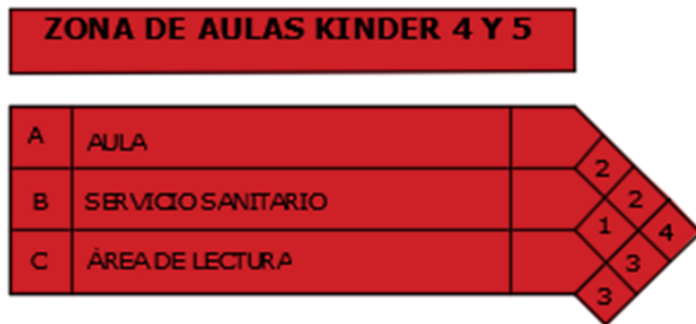 ZONA DE AULAS KINDER 4 Y 5
A AULA 2
2
B SERVICIO SANITARIO 1 4
3
C ÁREA DE LECTURA 3